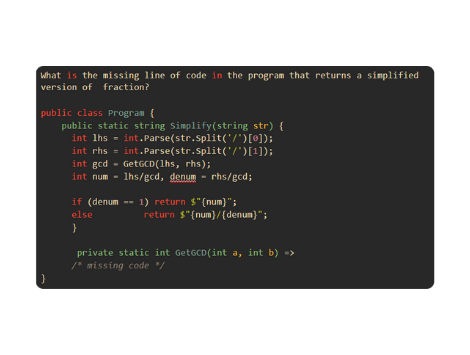 What is the missing line of code in the program that returns a simplified
version of  fraction?
public class Program {
    public static string Simplify(string str) {
      int lhs = int.Parse(str.Split('/')[0]);
      int rhs = int.Parse(str.Split('/')[1]);
      int gcd = GetGCD(lhs, rhs);
      int num = lhs/gcd, denum = rhs/gcd;
      if (denum == 1) return $"{num}";
      else          return $"{num}/{denum}";
      }
       private static int GetGCD(int a, int b) =>
      /* missing code */
}